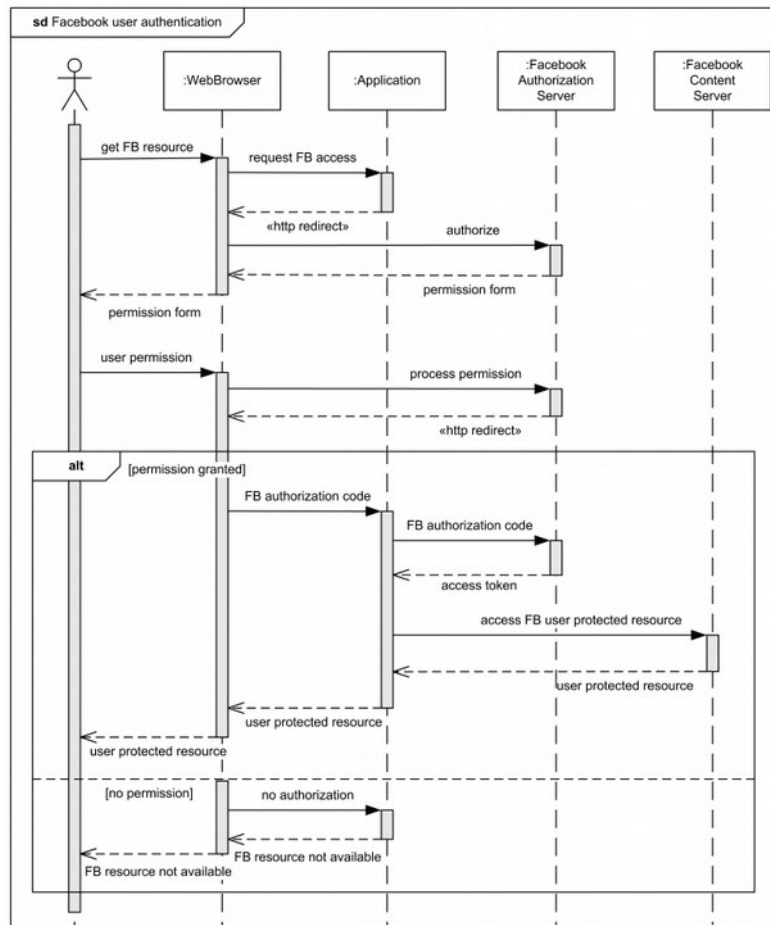 sd Facebook user authentication
:WebBrowser
:Application
:Facebook
Authorization
Server
:Facebook
Content
Server
get FB resource
request FB access
«http redirect»
authorize
permission form
permission form
user permission
process permission
«http redirect»
alt
[permission granted]
FB authorization code
FB authorization code
access token
access FB user protected resource
user protected resource
user protected resource
user protected resource
[no permission]
no authorization
FB resource not available
FB resource not available